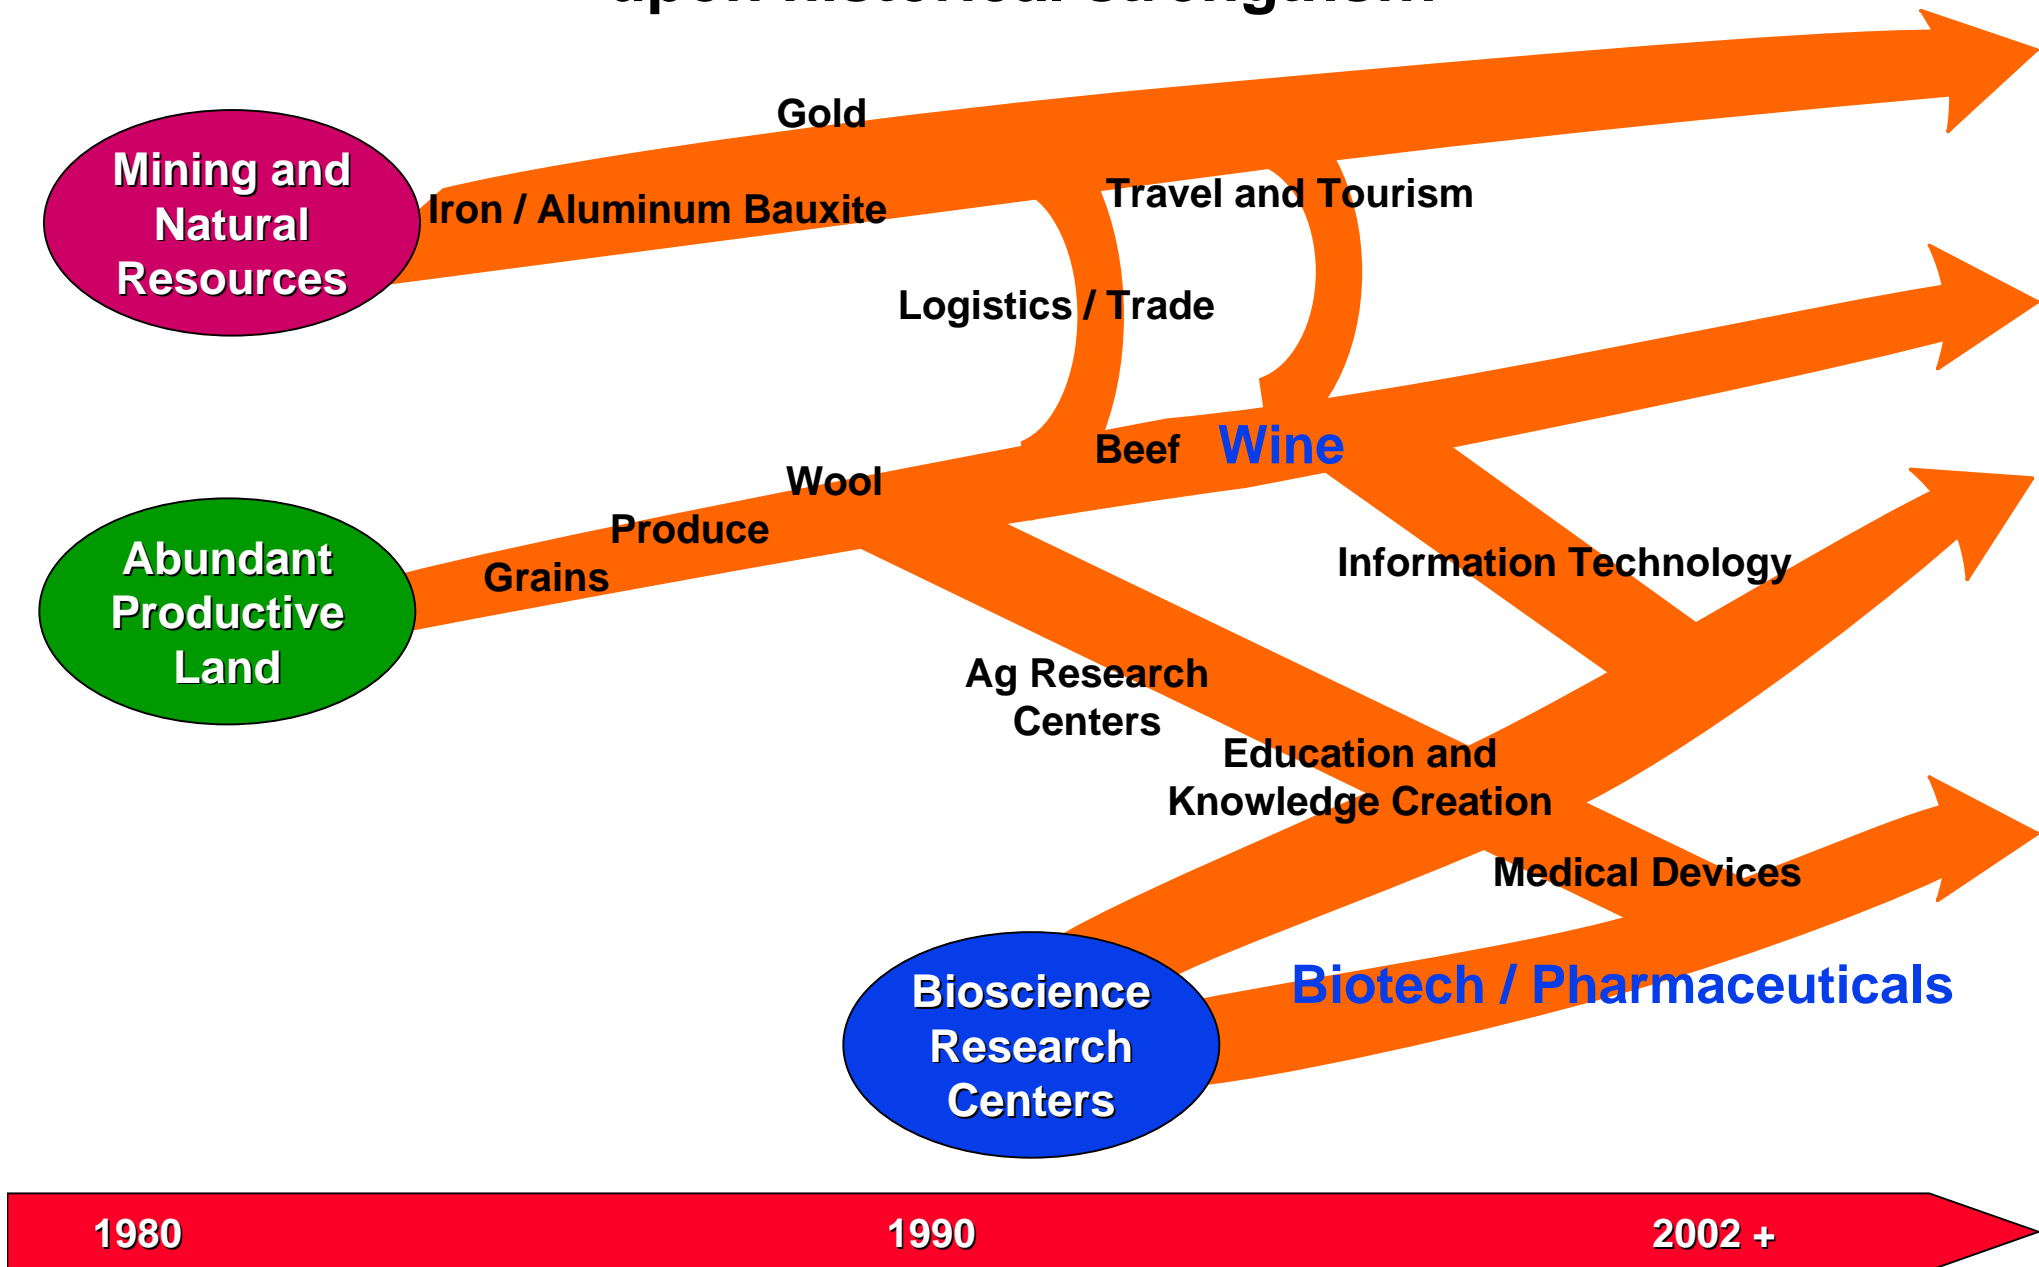 Gold
Mining and
Natural
Resources
Iron / Aluminum Bauxite
Travel and Tourism
Logistics / Trade
Beef
Wine
Wool
Produce
Grains
Abundant
Productive
Land
Information Technology
Ag Research
Centers
Education and
Knowledge Creation
Medical Devices
Biotech / Pharmaceuticals
Bioscience
Research
Centers
1980
1990
2002 +